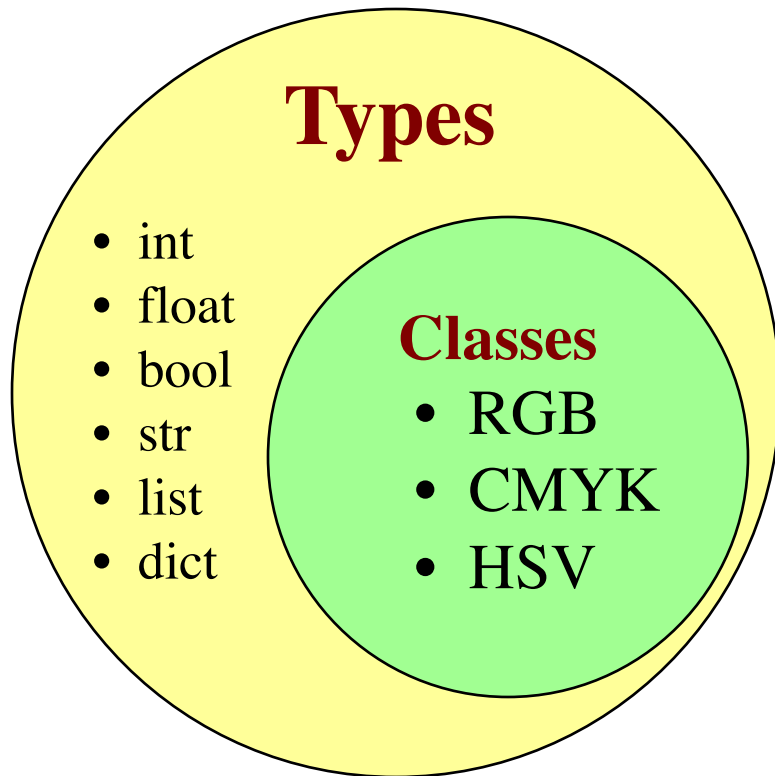 Types
• int
• float
• bool
• str
• list
• dict
Classes
• RGB
• CMYK
• HSV